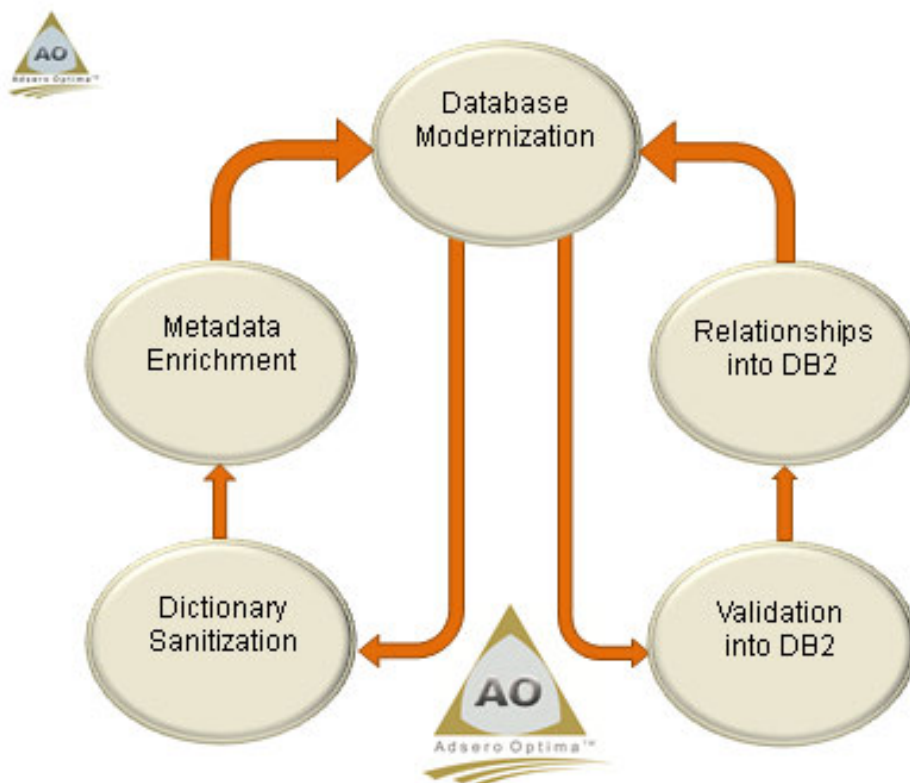 AO
Adsero Optima™
Database
Modernization
Metadata
Enrichment
Relationships
into DB2
Dictionary
Sanitization
Validation
into DB2
AO
Adsero Optima™